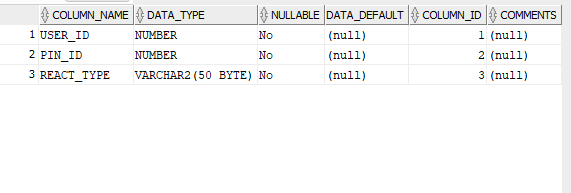 COLUMN_NAME DATA_TYPE NULLABLE DATA_DEFAULT COLUMN_ID COMMENTS
1 USER_ID NUMBER No (null) 1 (null)
2 PIN_ID NUMBER No (null) 2 (null)
3 REACT_TYPE VARCHAR2(50 BYTE) No (null) 3 (null)